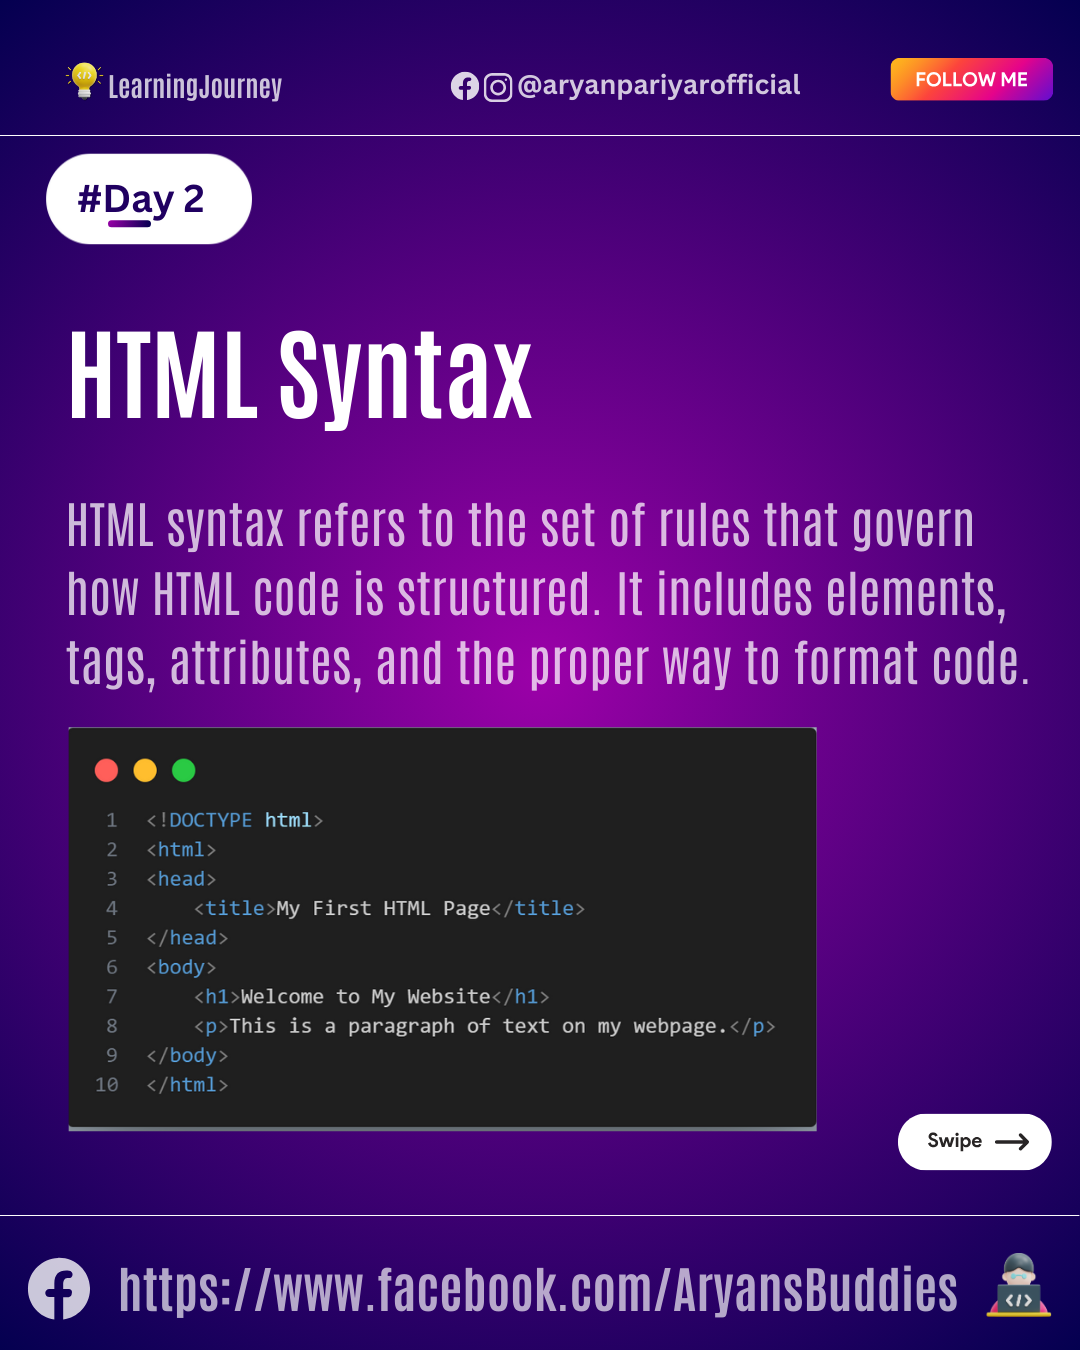 LearningJourney
@aryanpariyarofficial
FOLLOW ME
#Day 2
HTML Syntax
HTML syntax refers to the set of rules that govern
how HTML code is structured. It includes elements,
tags, attributes, and the proper way to format code.
1 <!DOCTYPE html>
2 <html>
3 <head>
4     <title>My First HTML Page</title>
5 </head>
6 <body>
7     <h1>Welcome to My Website</h1>
8     <p>This is a paragraph of text on my webpage.</p>
9 </body>
10 </html>
Swipe
https://www.facebook.com/AryansBuddies